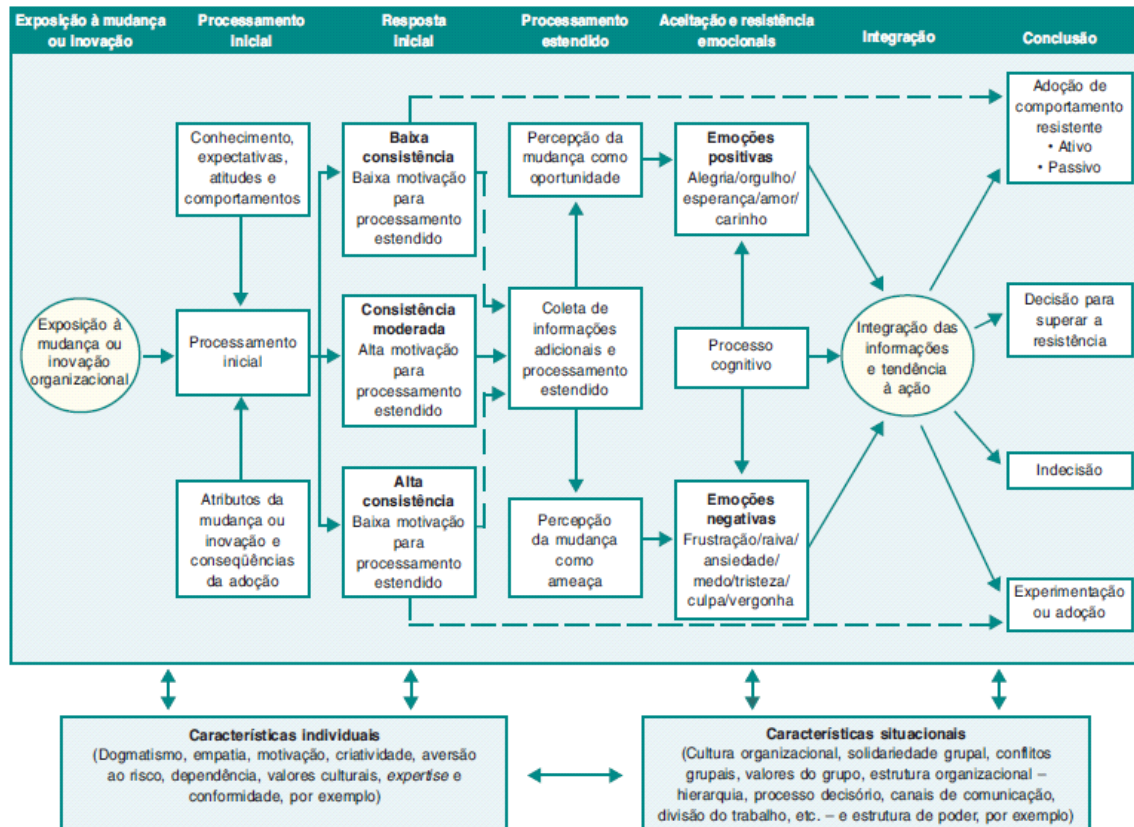 Exposição à mudança
ou inovação
Processamento
inicial
Resposta
inicial
Processamento
estendido
Aceitação e resistência
emocionais
Integração
Conclusão
Conhecimento,
expectativas,
atitudes e
comportamentos
Baixa
consistência
Baixa motivação
para
processamento
estendido
Percepção da
mudança como
oportunidade
Emoções
positivas
Alegria/orgulho/
esperança/amor/
carinho
Adoção de
comportamento
resistente
• Ativo
• Passivo
Exposição à
mudança ou
inovação
organizacional
Processamento
inicial
Consistência
moderada
Alta motivação
para
processamento
estendido
Coleta de
informações
adicionais e
processamento
estendido
Processo
cognitivo
Integração das
informações
e tendência
à ação
Decisão para
superar a
resistência
Indecisão
Atributos da
mudança ou
inovação e
conseqüências
da adoção
Alta
consistência
Baixa motivação
para
processamento
estendido
Percepção
da mudança
como
ameaça
Emoções
negativas
Frustração/raiva/
ansiedade/
medo/tristeza/
culpa/vergonha
Experimentação
ou adoção
Características individuais
(Dogmatismo, empatia, motivação, criatividade, aversão
ao risco, dependência, valores culturais, expertise e
conformidade, por exemplo)
Características situacionais
(Cultura organizacional, solidariedade grupal, conflitos
grupais, valores do grupo, estrutura organizacional –
hierarquia, processo decisório, canais de comunicação,
divisão do trabalho, etc. – e estrutura de poder, por exemplo)